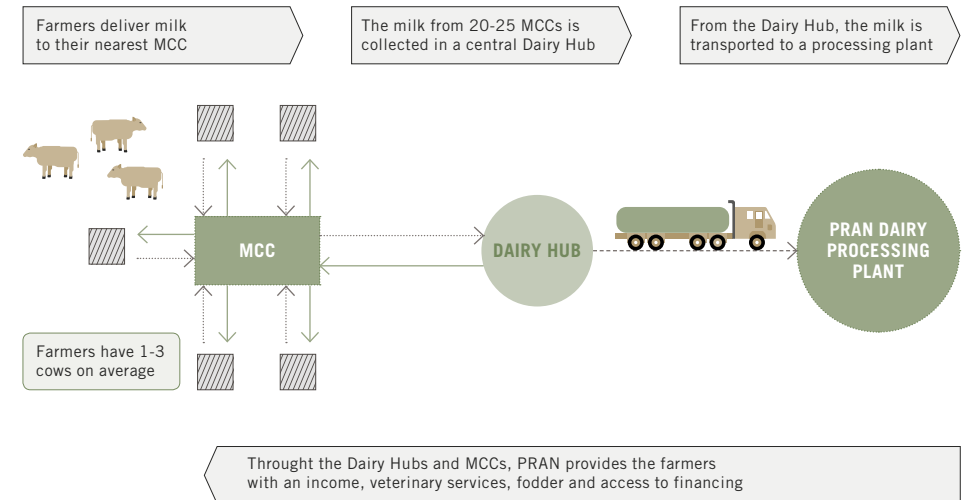 Farmers deliver milk
to their nearest MCC
The milk from 20-25 MCCs is
collected in a central Dairy Hub
From the Dairy Hub, the milk is
transported to a processing plant
MCC
DAIRY HUB
PRAN DAIRY
PROCESSING
PLANT
Farmers have 1-3
cows on average
Throught the Dairy Hubs and MCCs, PRAN provides the farmers
with an income, veterinary services, fodder and access to financing